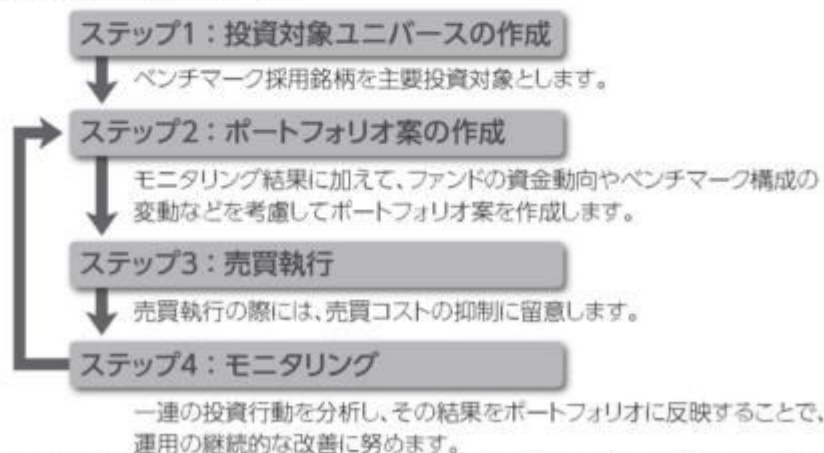 ステップ1：投資対象ユニバースの作成
ベンチマーク採用銘柄を主要投資対象とします。
ステップ2：ポートフォリオ案の作成
モニタリング結果に加えて、ファンドの資金動向やベンチマーク構成の
変動などを考慮してポートフォリオ案を作成します。
ステップ3：売買執行
売買執行の際には、売買コストの抑制に留意します。
ステップ4：モニタリング
一連の投資行動を分析し、その結果をポートフォリオに反映することで、
運用の継続的な改善に努めます。